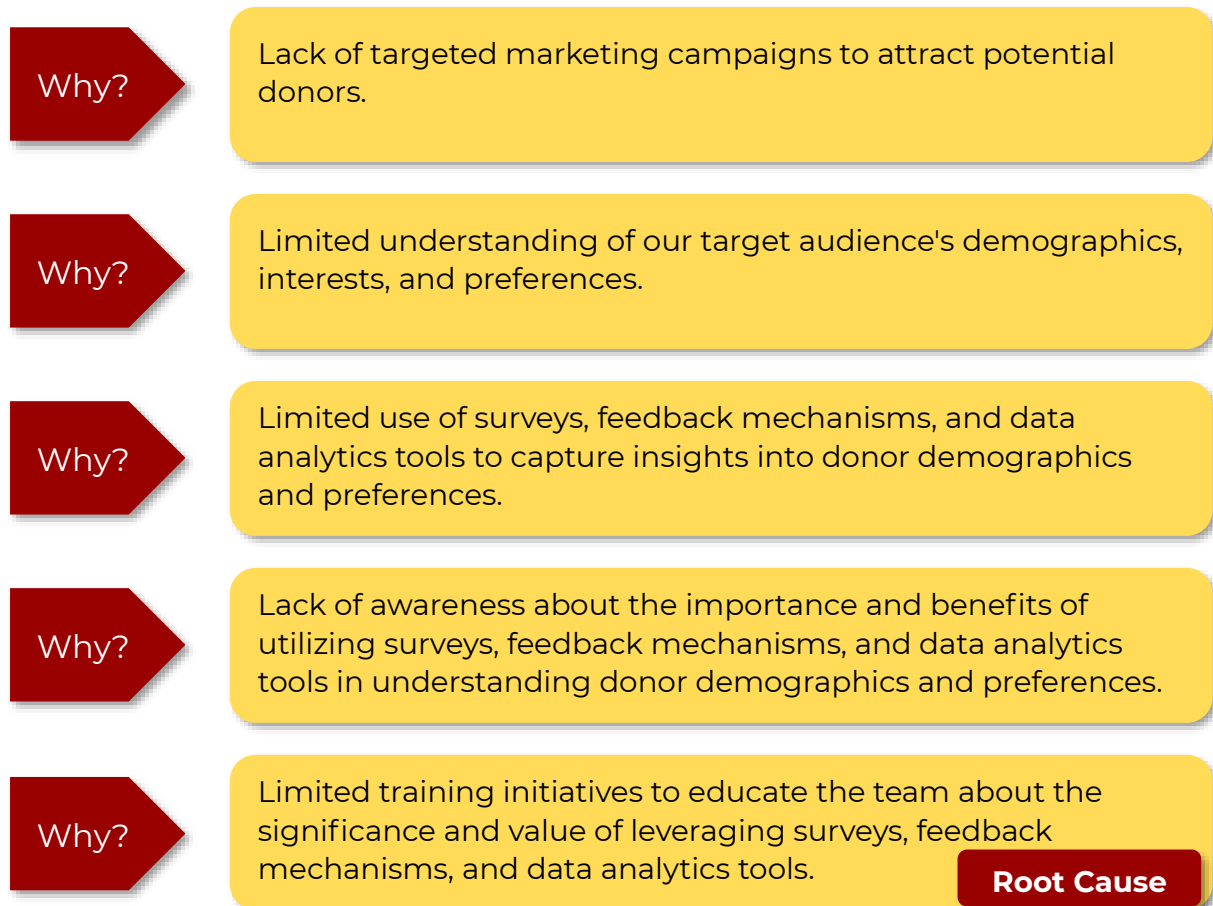 Why?
Lack of targeted marketing campaigns to attract potential
donors.
Why?
Limited understanding of our target audience's demographics,
interests, and preferences.
Why?
Limited use of surveys, feedback mechanisms, and data
analytics tools to capture insights into donor demographics
and preferences.
Why?
Lack of awareness about the importance and benefits of
utilizing surveys, feedback mechanisms, and data analytics
tools in understanding donor demographics and preferences.
Why?
Limited training initiatives to educate the team about the
significance and value of leveraging surveys, feedback
mechanisms, and data analytics tools.
Root Cause